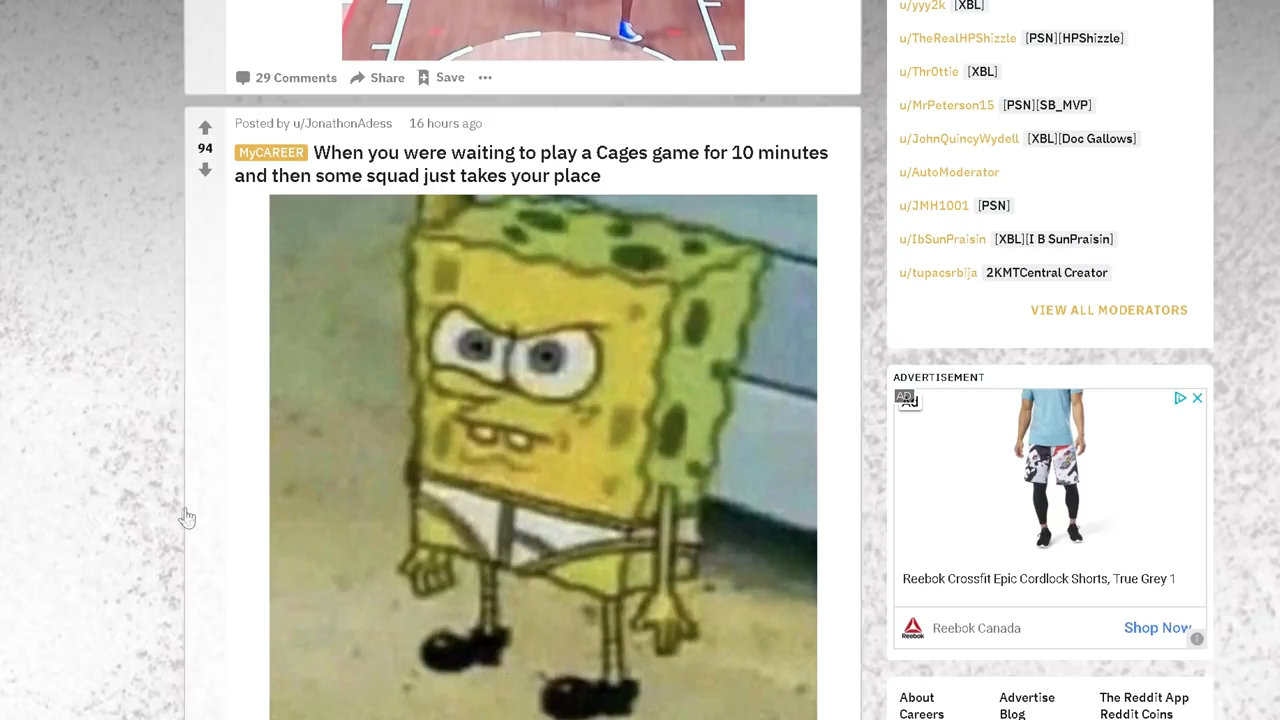 29 Comments Share Save
Posted by u/JonathonAdess 16 hours ago
94
MyCAREER When you were waiting to play a Cages game for 10 minutes
and then some squad just takes your place
u/yyy2k [XBL]
u/TheRealHPShizzle [PSN][HPShizzle]
u/Thr0ttie [XBL]
u/MrPeterson15 [PSN][SB_MVP]
u/JohnQuincyWydell [XBL][Doc Gallows]
u/AutoModerator
u/JMH1001 [PSN]
u/IbSunPraisin [XBL][I B SunPraisin]
u/tupacsrbija 2KMTCentral Creator
VIEW ALL MODERATORS
ADVERTISEMENT
AD
Ad
Reebok Crossfit Epic Cordlock Shorts, True Grey 1
Reebok
Reebok Canada Shop Now
About Advertise The Reddit App
Careers Blog Reddit Coins